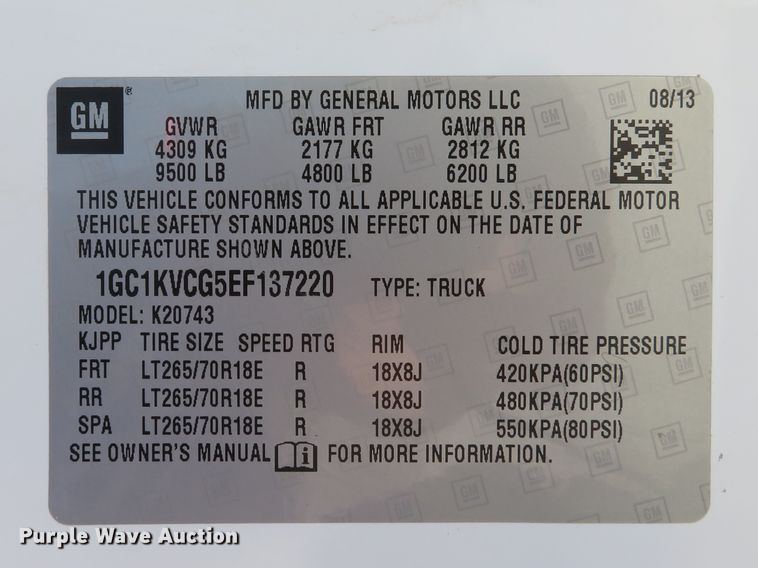 GM ®
MFD BY GENERAL MOTORS LLC 08/13
GVWR GAWR FRT GAWR RR
4309 KG 2177 KG 2812 KG
9500 LB 4800 LB 6200 LB
THIS VEHICLE CONFORMS TO ALL APPLICABLE U.S. FEDERAL MOTOR
VEHICLE SAFETY STANDARDS IN EFFECT ON THE DATE OF
MANUFACTURE SHOWN ABOVE.
1GC1KVCG5EF137220 TYPE: TRUCK
MODEL: K20743
KJPP TIRE SIZE SPEED RTG RIM COLD TIRE PRESSURE
FRT LT265/70R18E R 18X8J 420KPA(60PSI)
RR LT265/70R18E R 18X8J 480KPA(70PSI)
SPA LT265/70R18E R 18X8J 550KPA(80PSI)
SEE OWNER'S MANUAL i FOR MORE INFORMATION.
Purple Wave Auction